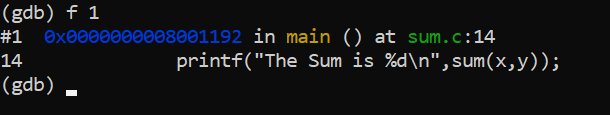 (gdb) f 1
#1  0x0000000008001192 in main () at sum.c:14
14              printf("The Sum is %d\n",sum(x,y));
(gdb)